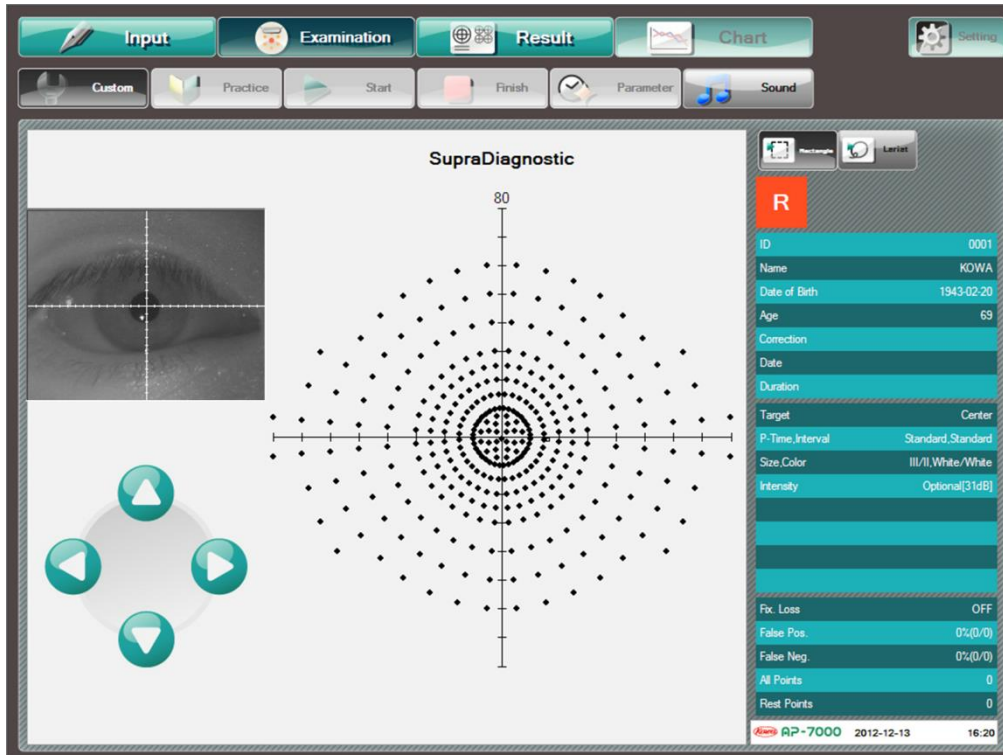 Input Examination Result Chart Setting
Custom Practice Start Finish Parameter Sound
SupraDiagnostic
80
Rectangle Lariat
R
ID 0001
Name KOWA
Date of Birth 1943-02-20
Age 69
Correction
Date
Duration
Target Center
P-Time,Interval Standard,Standard
Size,Color III/II,White/White
Intensity Optional[31dB]
Fix. Loss OFF
False Pos. 0%(0/0)
False Neg. 0%(0/0)
All Points 0
Rest Points 0
Kowa AP-7000 2012-12-13 16:20